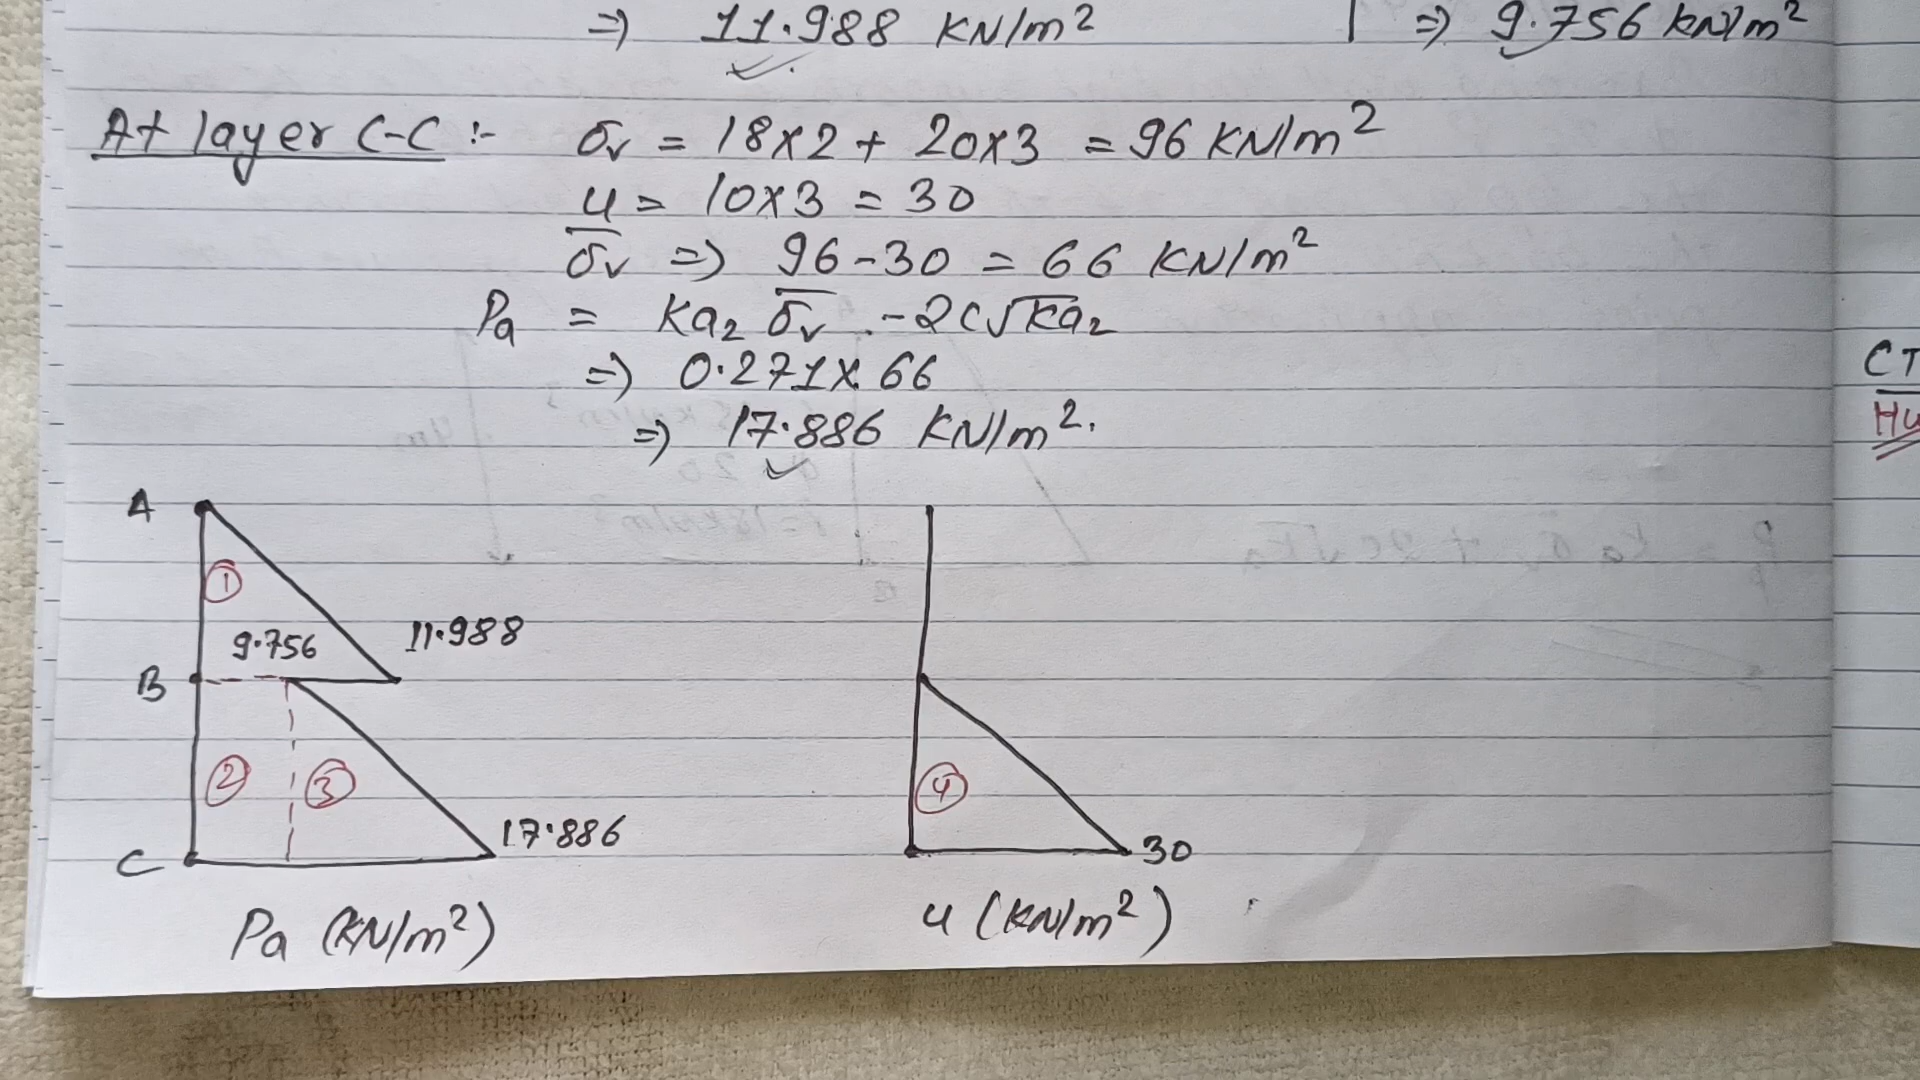 => 11.988 KN/m²
=> 9.756 KN/m²
At layer C-C :- σv = 18×2 + 20×3 = 96 KN/m²
u = 10×3 = 30
σ̅v => 96-30 = 66 KN/m²
Pa = ka₂ σ̅v - 2c√ka₂
=> 0.271× 66
=> 17.886 KN/m².
A
①
9.756
11.988
B
②
③
④
17.886
C
30
Pa (KN/m²)
u (KN/m²)
CT
Hu